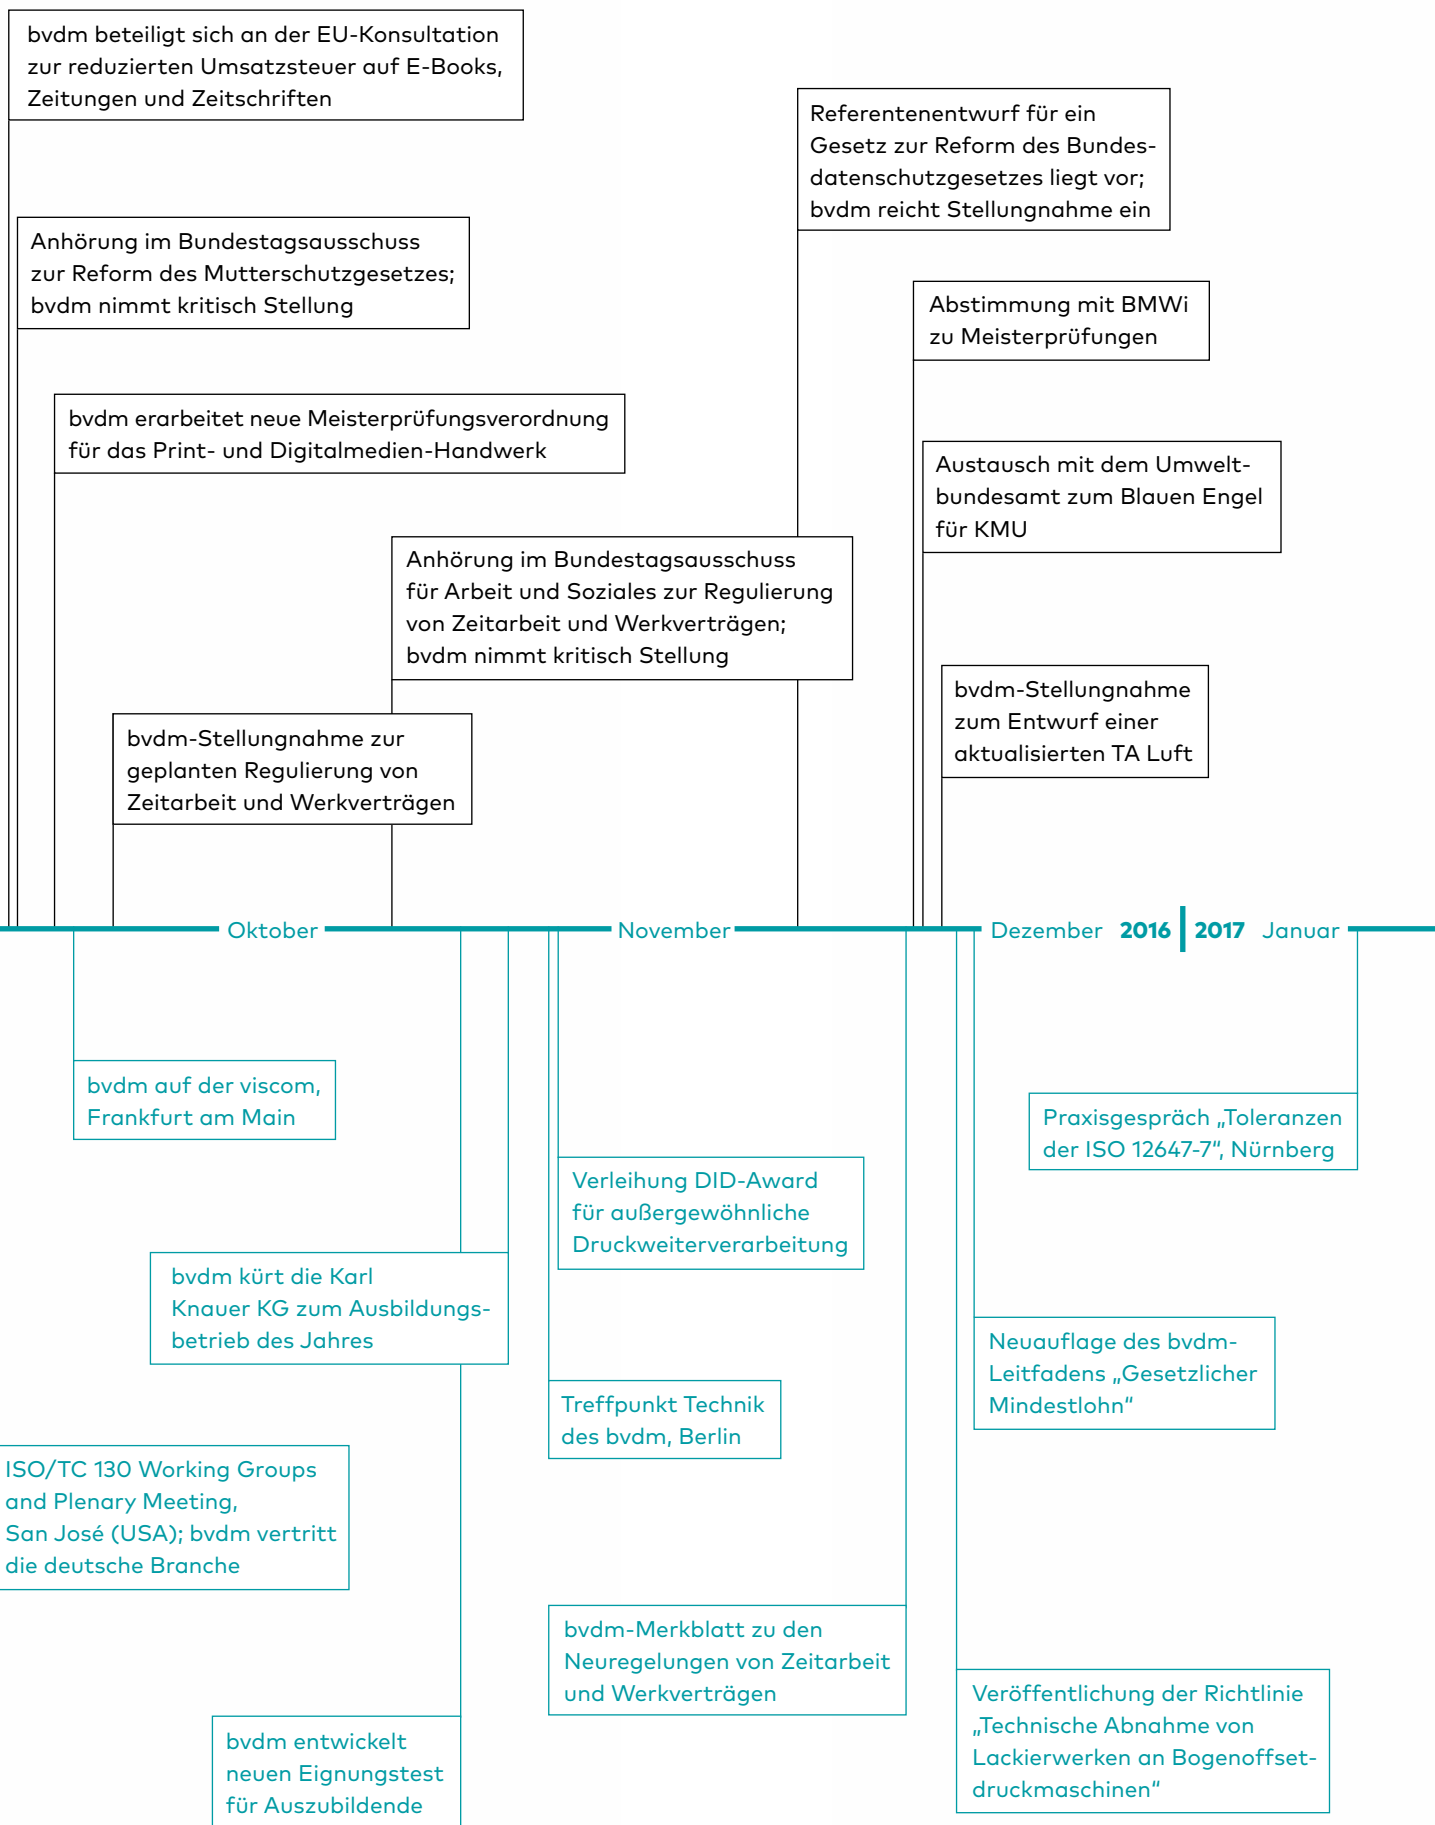 bvdm beteiligt sich an der EU-Konsultation
zur reduzierten Umsatzsteuer auf E-Books,
Zeitungen und Zeitschriften
Referentenentwurf für ein
Gesetz zur Reform des Bundes-
datenschutzgesetzes liegt vor;
bvdm reicht Stellungnahme ein
Anhörung im Bundestagsausschuss
zur Reform des Mutterschutzgesetzes;
bvdm nimmt kritisch Stellung
Abstimmung mit BMWi
zu Meisterprüfungen
bvdm erarbeitet neue Meisterprüfungsverordnung
für das Print- und Digitalmedien-Handwerk
Austausch mit dem Umwelt-
bundesamt zum Blauen Engel
für KMU
Anhörung im Bundestagsausschuss
für Arbeit und Soziales zur Regulierung
von Zeitarbeit und Werkverträgen;
bvdm nimmt kritisch Stellung
bvdm-Stellungnahme
zum Entwurf einer
aktualisierten TA Luft
bvdm-Stellungnahme zur
geplanten Regulierung von
Zeitarbeit und Werkverträgen
Oktober November Dezember 2016 2017 Januar
bvdm auf der viscom,
Frankfurt am Main
Praxisgespräch „Toleranzen
der ISO 12647-7“, Nürnberg
Verleihung DID-Award
für außergewöhnliche
Druckweiterverarbeitung
bvdm kürt die Karl
Knauer KG zum Ausbildungs-
betrieb des Jahres
Neuauflage des bvdm-
Leitfadens „Gesetzlicher
Mindestlohn“
Treffpunkt Technik
des bvdm, Berlin
ISO/TC 130 Working Groups
and Plenary Meeting,
San José (USA); bvdm vertritt
die deutsche Branche
bvdm-Merkblatt zu den
Neuregelungen von Zeitarbeit
und Werkverträgen
Veröffentlichung der Richtlinie
„Technische Abnahme von
Lackierwerken an Bogenoffset-
druckmaschinen“
bvdm entwickelt
neuen Eignungstest
für Auszubildende